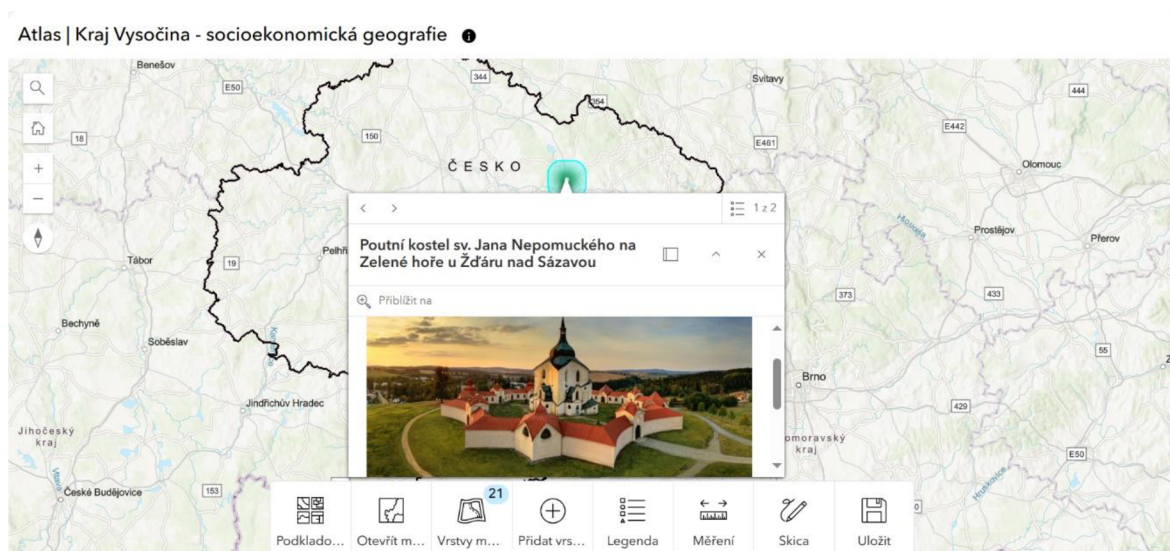 Atlas | Kraj Vysočina - socioekonomická geografie
Benešov
E50
344
354
Svitavy
444
18
150
E461
E442
ČESKO
Olomouc
1 z 2
Poutní kostel sv. Jana Nepomuckého na
Zelené hoře u Žďáru nad Sázavou
Prostějov
Přerov
Tábor
19
Pelhři
Přiblížit na
373
433
Bechyně
Soběslav
55
Brno
Jindřichův Hradec
429
Jihočeský
kraj
omoravský
kraj
E50
Vltava
České Budějovice
153
21
Podklado...
Otevřít m...
Vrstvy m...
Přidat vrs...
Legenda
Měření
Skica
Uložit